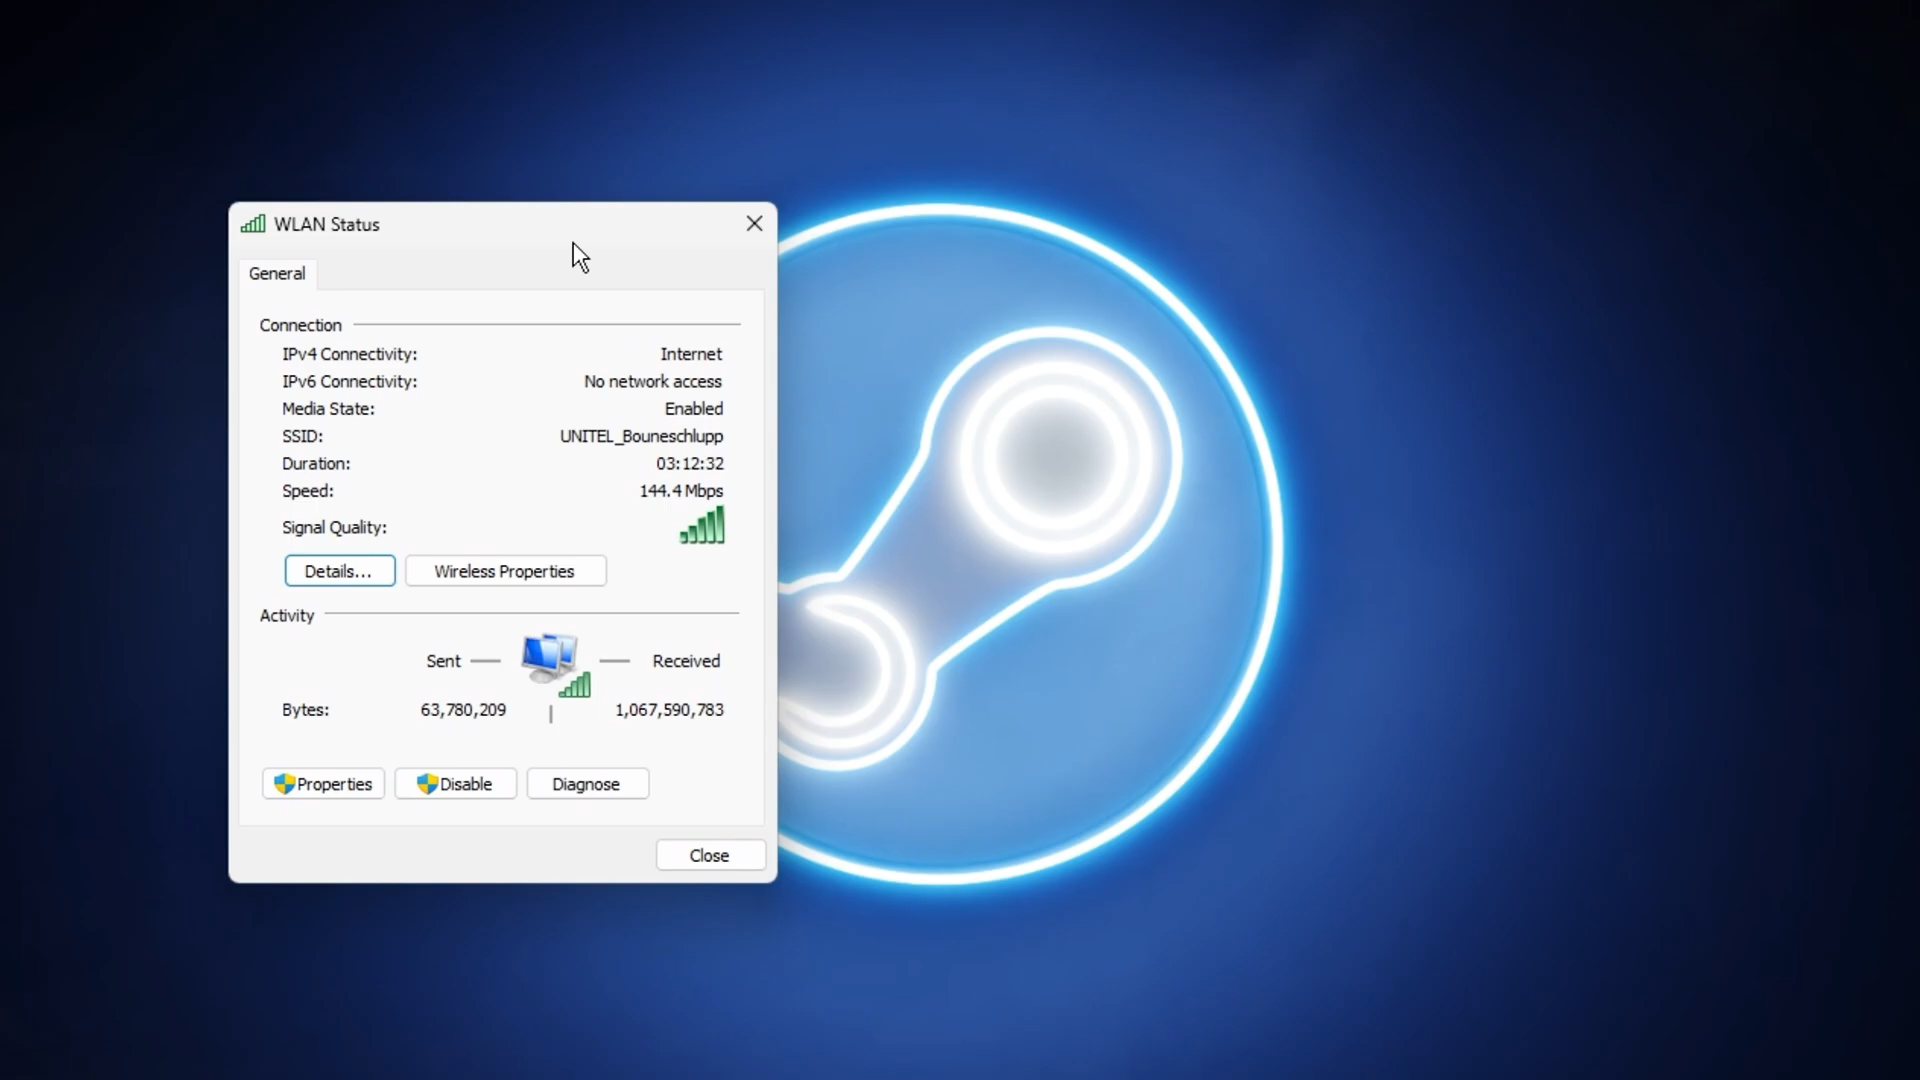 WLAN Status
General
Connection
IPv4 Connectivity: Internet
IPv6 Connectivity: No network access
Media State: Enabled
SSID: UNITEL_Bouneschlupp
Duration: 03:12:32
Speed: 144.4 Mbps
Signal Quality:
Details... Wireless Properties
Activity
Sent Received
Bytes: 63,780,209 1,067,590,783
Properties Disable Diagnose
Close